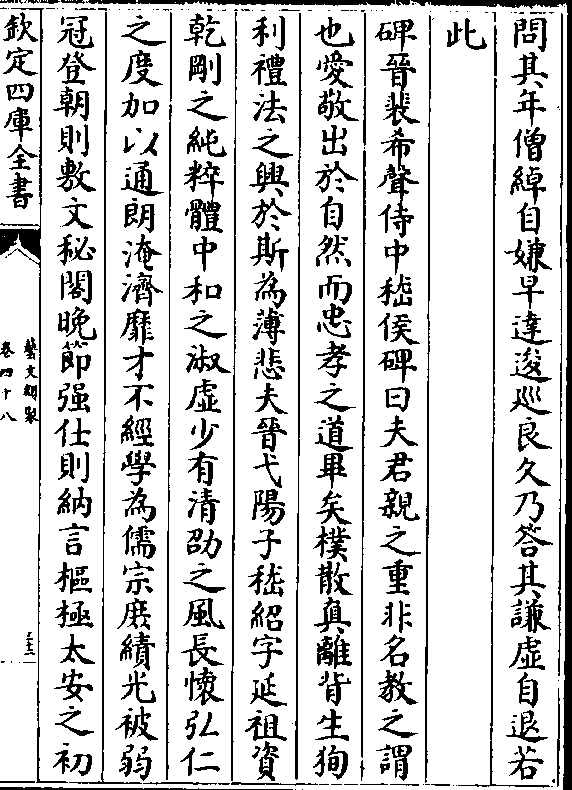 問其年僧綽自嫌早達逡巡良久乃答其謙虛自退若
此
碑晉裴希聲侍中嵇侯碑曰夫君親之重非名教之謂
也愛敬出於自然而忠孝之道畢矣樸散真離背生狥
利禮法之興於斯為薄悲夫晉弋陽子嵇紹字延祖資
乾剛之純粹體中和之淑虛少有清劭之風長懷弘仁
之度加以通朗淹濟靡才不經學為儒宗庶績光被弱
冠登朝則敷文秘閣晚節强仕則納言樞極太安之初
欽定四庫全書
藝文類聚
卷四十八